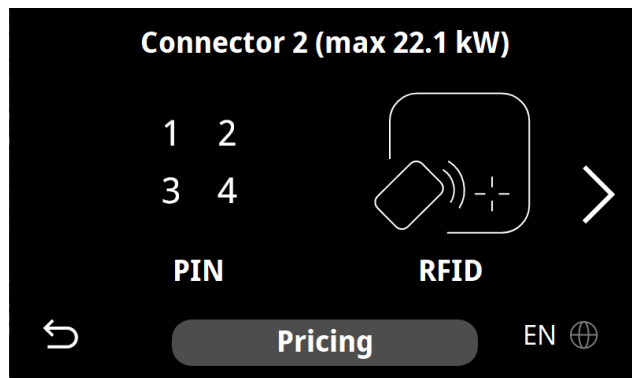 Connector 2 (max 22.1 kW)
1 2
3 4
PIN
RFID
Pricing
EN